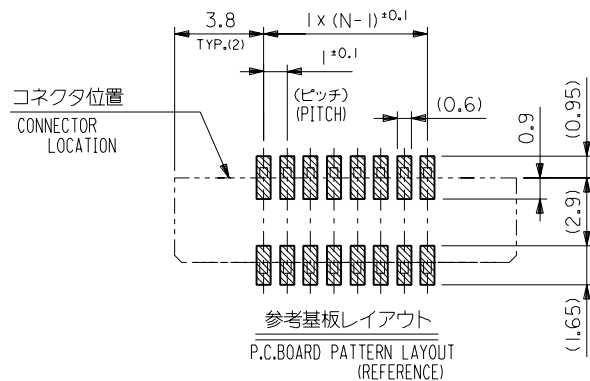 3.8
TYP.(2)
1×(N-1)±0.1
1±0.1
(ピッチ)
(PITCH)
(0.6)
0.9
(0.95)
コネクタ位置
CONNECTOR
LOCATION
(2.9)
(1.65)
参考基板レイアウト
P.C.BOARD PATTERN LAYOUT
(REFERENCE)